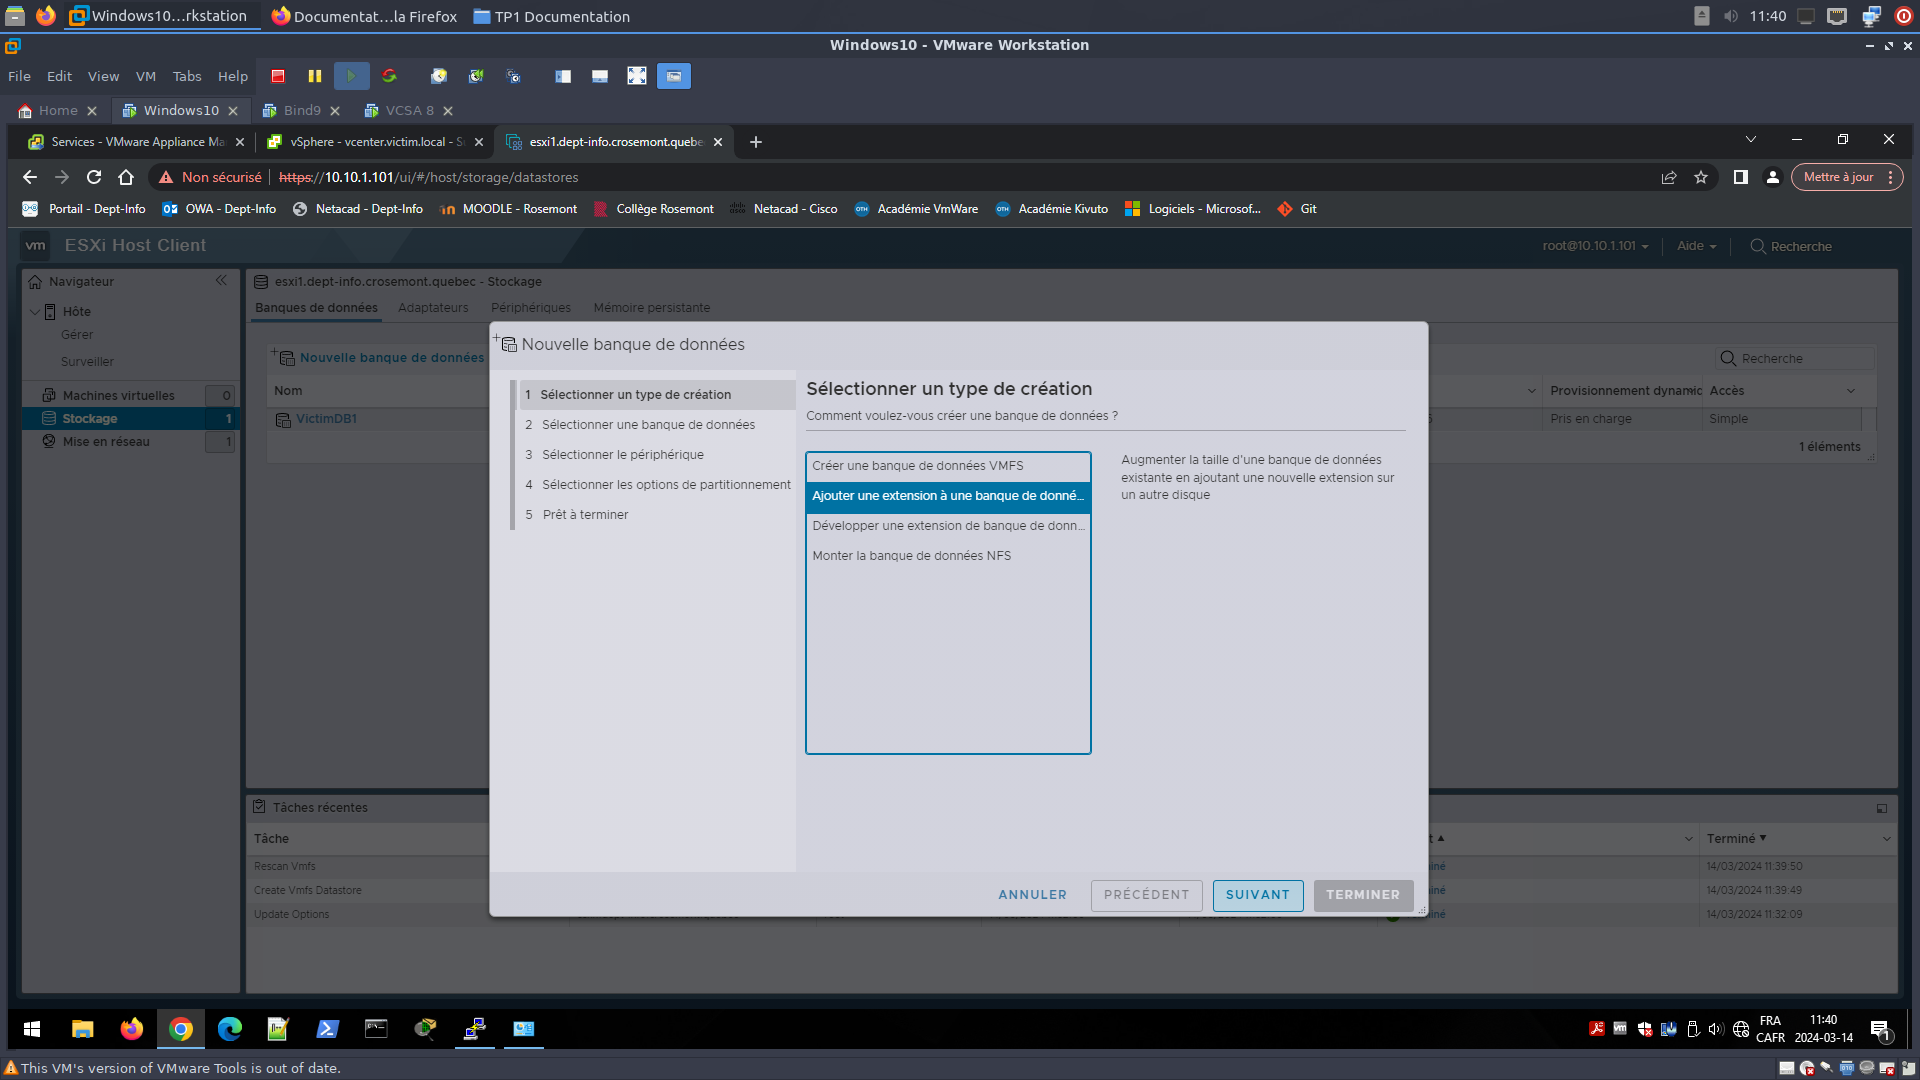 Windows10...rkstation
Documentat...la Firefox
TP1 Documentation
11:40
Windows10 - VMware Workstation
File Edit View VM Tabs Help
Home
Windows10
Bind9
VCSA 8
Services - VMware Appliance Ma
vSphere - vcenter.victim.local - S
esxi1.dept-info.crosemont.quebe
Non sécurisé
https://10.10.1.101/ui/#/host/storage/datastores
Mettre à jour
Portail - Dept-Info
OWA - Dept-Info
Netacad - Dept-Info
MOODLE - Rosemont
Collège Rosemont
Netacad - Cisco
Académie VmWare
Académie Kivuto
Logiciels - Microsof...
Git
vm ESXi Host Client
root@10.10.1.101
Aide
Recherche
Navigateur
Hôte
Gérer
Surveiller
Machines virtuelles 0
Stockage 1
Mise en réseau 1
esxi1.dept-info.crosemont.quebec - Stockage
Banques de données
Adaptateurs
Périphériques
Mémoire persistante
Nouvelle banque de données
Recherche
Nom
Provisionnement dynamic
Accès
VictimDB1
Pris en charge
Simple
1 éléments
Nouvelle banque de données
1 Sélectionner un type de création
2 Sélectionner une banque de données
3 Sélectionner le périphérique
4 Sélectionner les options de partitionnement
5 Prêt à terminer
Sélectionner un type de création
Comment voulez-vous créer une banque de données ?
Créer une banque de données VMFS
Ajouter une extension à une banque de donné...
Développer une extension de banque de donn...
Monter la banque de données NFS
Augmenter la taille d'une banque de données
existante en ajoutant une nouvelle extension sur
un autre disque
ANNULER
PRÉCÉDENT
SUIVANT
TERMINER
Tâches récentes
Tâche
Terminé
Rescan Vmfs
14/03/2024 11:39:50
Create Vmfs Datastore
14/03/2024 11:39:49
Update Options
14/03/2024 11:32:09
FRA
CAFR
11:40
2024-03-14
1
This VM's version of VMware Tools is out of date.